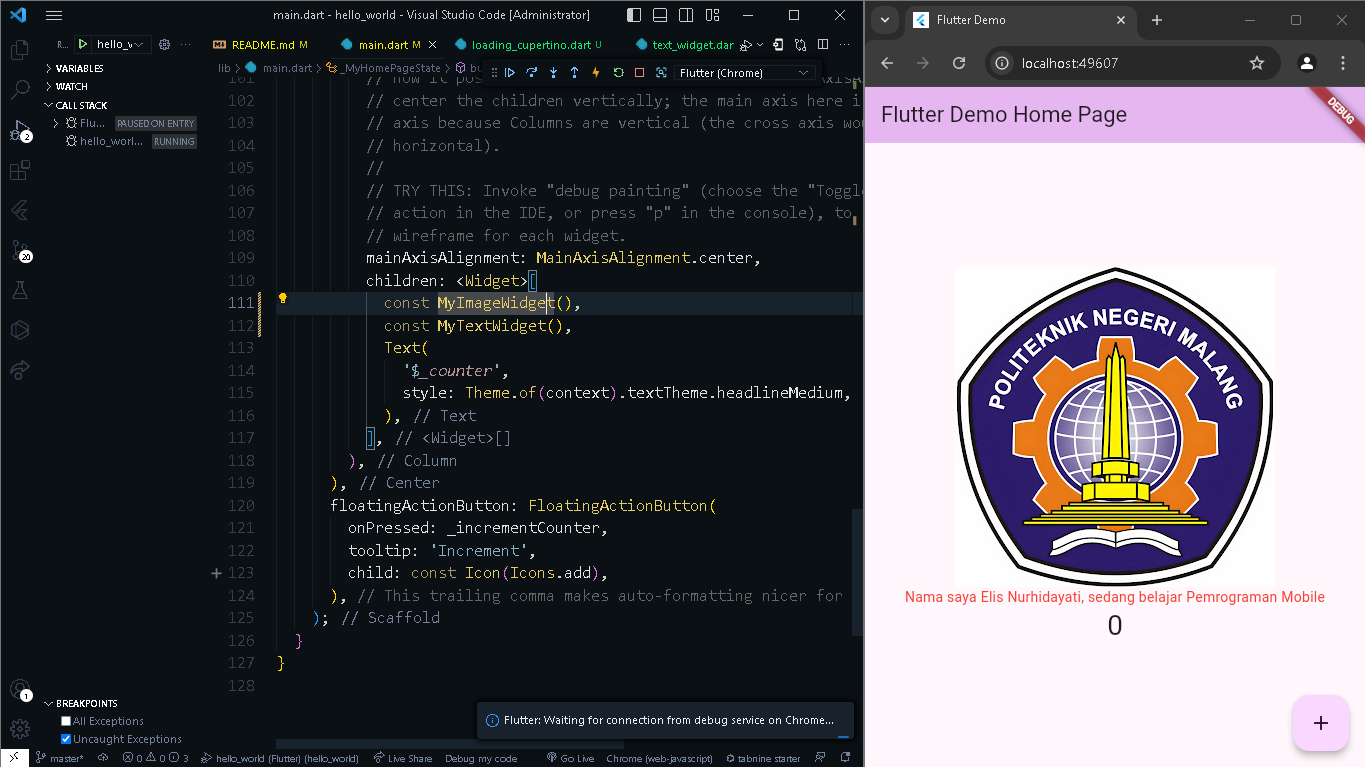 main.dart - hello_world - Visual Studio Code [Administrator]
R...
hello_v
README.md M
main.dart M
loading_cupertino.dart U
text_widget.dart
lib > main.dart > _MyHomePageState >
Flutter (Chrome)
VARIABLES
WATCH
CALL STACK
Flu... PAUSED ON ENTRY
hello_worl... RUNNING
2
20
1
101
102 // center the children vertically; the main axis here i
103 // axis because Columns are vertical (the cross axis wou
104 // horizontal).
105 //
106 // TRY THIS: Invoke "debug painting" (choose the "Toggle
107 // action in the IDE, or press "p" in the console), to
108 // wireframe for each widget.
109 mainAxisAlignment: MainAxisAlignment.center,
110 children: <Widget>[
111 const MyImageWidget(),
112 const MyTextWidget(),
113 Text(
114 '$_counter',
115 style: Theme.of(context).textTheme.headlineMedium,
116 ), // Text
117 ], // <Widget>[]
118 ), // Column
119 ), // Center
120 floatingActionButton: FloatingActionButton(
121 onPressed: _incrementCounter,
122 tooltip: 'Increment',
123 child: const Icon(Icons.add),
124 ), // This trailing comma makes auto-formatting nicer for
125 ); // Scaffold
126 }
127 }
128
BREAKPOINTS
All Exceptions
Uncaught Exceptions
Flutter: Waiting for connection from debug service on Chrome...
master* 0 0 3 hello_world (Flutter) (hello_world) Live Share Debug my code Go Live Chrome (web-javascript) tabnine starter
Flutter Demo
localhost:49607
Flutter Demo Home Page
DEBUG
POLITEKNIK NEGERI MALANG
Nama saya Elis Nurhidayati, sedang belajar Pemrograman Mobile
0